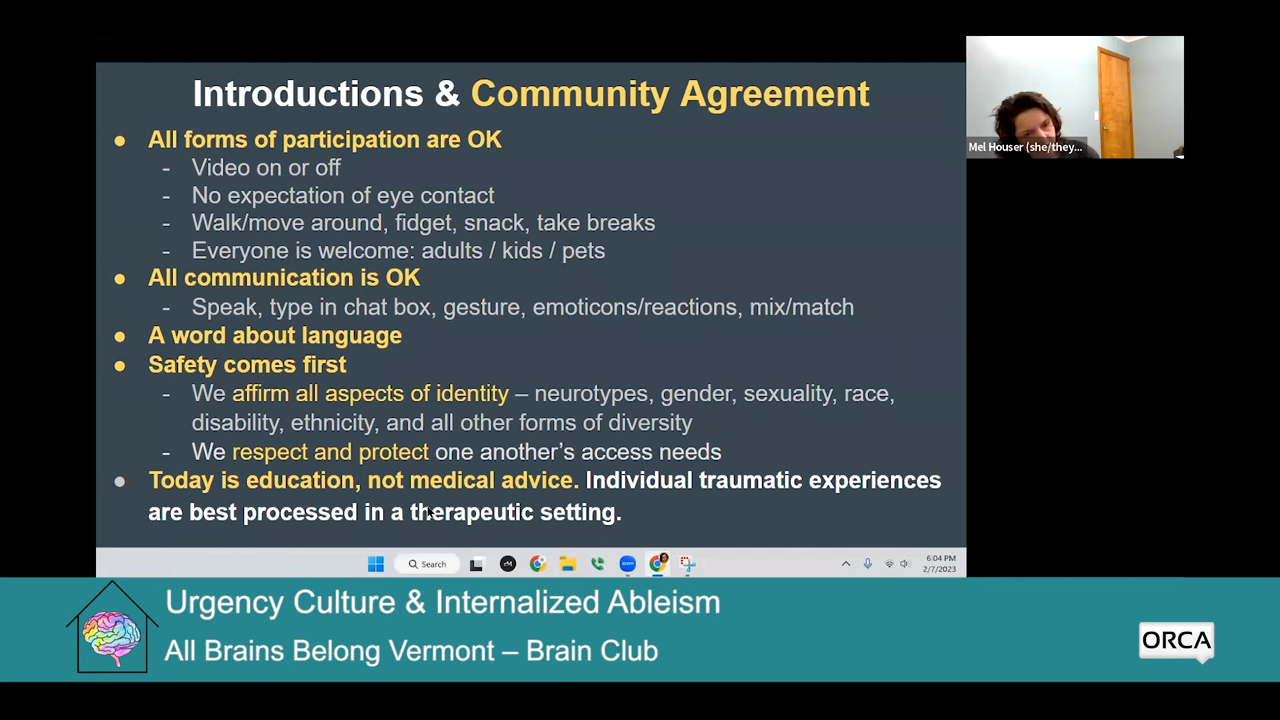 Introductions & Community Agreement
● All forms of participation are OK
- Video on or off
- No expectation of eye contact
- Walk/move around, fidget, snack, take breaks
- Everyone is welcome: adults / kids / pets
● All communication is OK
- Speak, type in chat box, gesture, emoticons/reactions, mix/match
● A word about language
● Safety comes first
- We affirm all aspects of identity – neurotypes, gender, sexuality, race,
disability, ethnicity, and all other forms of diversity
- We respect and protect one another’s access needs
● Today is education, not medical advice. Individual traumatic experiences
are best processed in a therapeutic setting.
Mel Houser (she/they...
Search
6:04 PM
2/7/2023
Urgency Culture & Internalized Ableism
All Brains Belong Vermont – Brain Club
ORCA